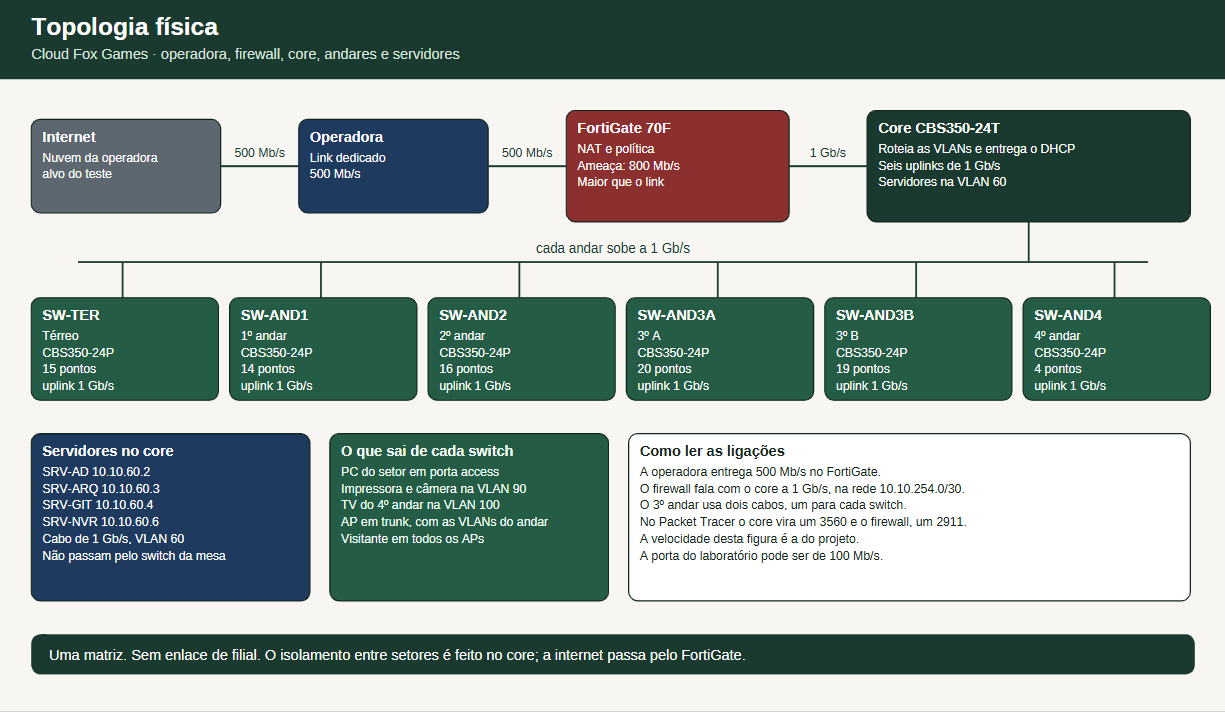 Topologia física
Cloud Fox Games · operadora, firewall, core, andares e servidores
Internet
Nuvem da operadora
alvo do teste
500 Mb/s
Operadora
Link dedicado
500 Mb/s
500 Mb/s
FortiGate 70F
NAT e política
Ameaça: 800 Mb/s
Maior que o link
1 Gb/s
Core CBS350-24T
Roteia as VLANs e entrega o DHCP
Seis uplinks de 1 Gb/s
Servidores na VLAN 60
cada andar sobe a 1 Gb/s
SW-TER
Térreo
CBS350-24P
15 pontos
uplink 1 Gb/s
SW-AND1
1º andar
CBS350-24P
14 pontos
uplink 1 Gb/s
SW-AND2
2º andar
CBS350-24P
16 pontos
uplink 1 Gb/s
SW-AND3A
3º A
CBS350-24P
20 pontos
uplink 1 Gb/s
SW-AND3B
3º B
CBS350-24P
19 pontos
uplink 1 Gb/s
SW-AND4
4º andar
CBS350-24P
4 pontos
uplink 1 Gb/s
Servidores no core
SRV-AD 10.10.60.2
SRV-ARQ 10.10.60.3
SRV-GIT 10.10.60.4
SRV-NVR 10.10.60.6
Cabo de 1 Gb/s, VLAN 60
Não passam pelo switch da mesa
O que sai de cada switch
PC do setor em porta access
Impressora e câmera na VLAN 90
TV do 4º andar na VLAN 100
AP em trunk, com as VLANs do andar
Visitante em todos os APs
Como ler as ligações
A operadora entrega 500 Mb/s no FortiGate.
O firewall fala com o core a 1 Gb/s, na rede 10.10.254.0/30.
O 3º andar usa dois cabos, um para cada switch.
No Packet Tracer o core vira um 3560 e o firewall, um 2911.
A velocidade desta figura é a do projeto.
A porta do laboratório pode ser de 100 Mb/s.
Uma matriz. Sem enlace de filial. O isolamento entre setores é feito no core; a internet passa pelo FortiGate.